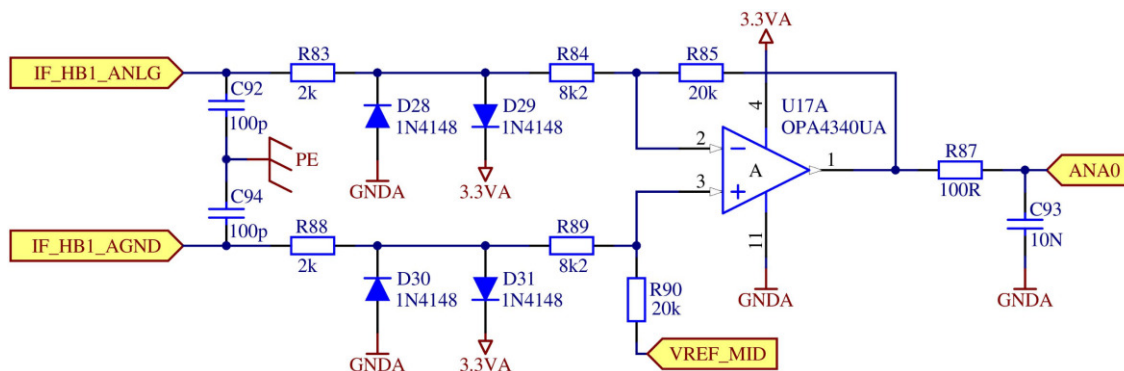 3.3VA
IF_HB1_ANLG
R83
2k
R84
8k2
R85
20k
C92
100p
D28
1N4148
D29
1N4148
4
U17A
OPA4340UA
PE
GNDA
3.3VA
2
3
A
1
11
R87
100R
ANA0
C93
10N
GNDA
GNDA
C94
100p
IF_HB1_AGND
R88
2k
R89
8k2
D30
1N4148
D31
1N4148
R90
20k
GNDA
3.3VA
VREF_MID